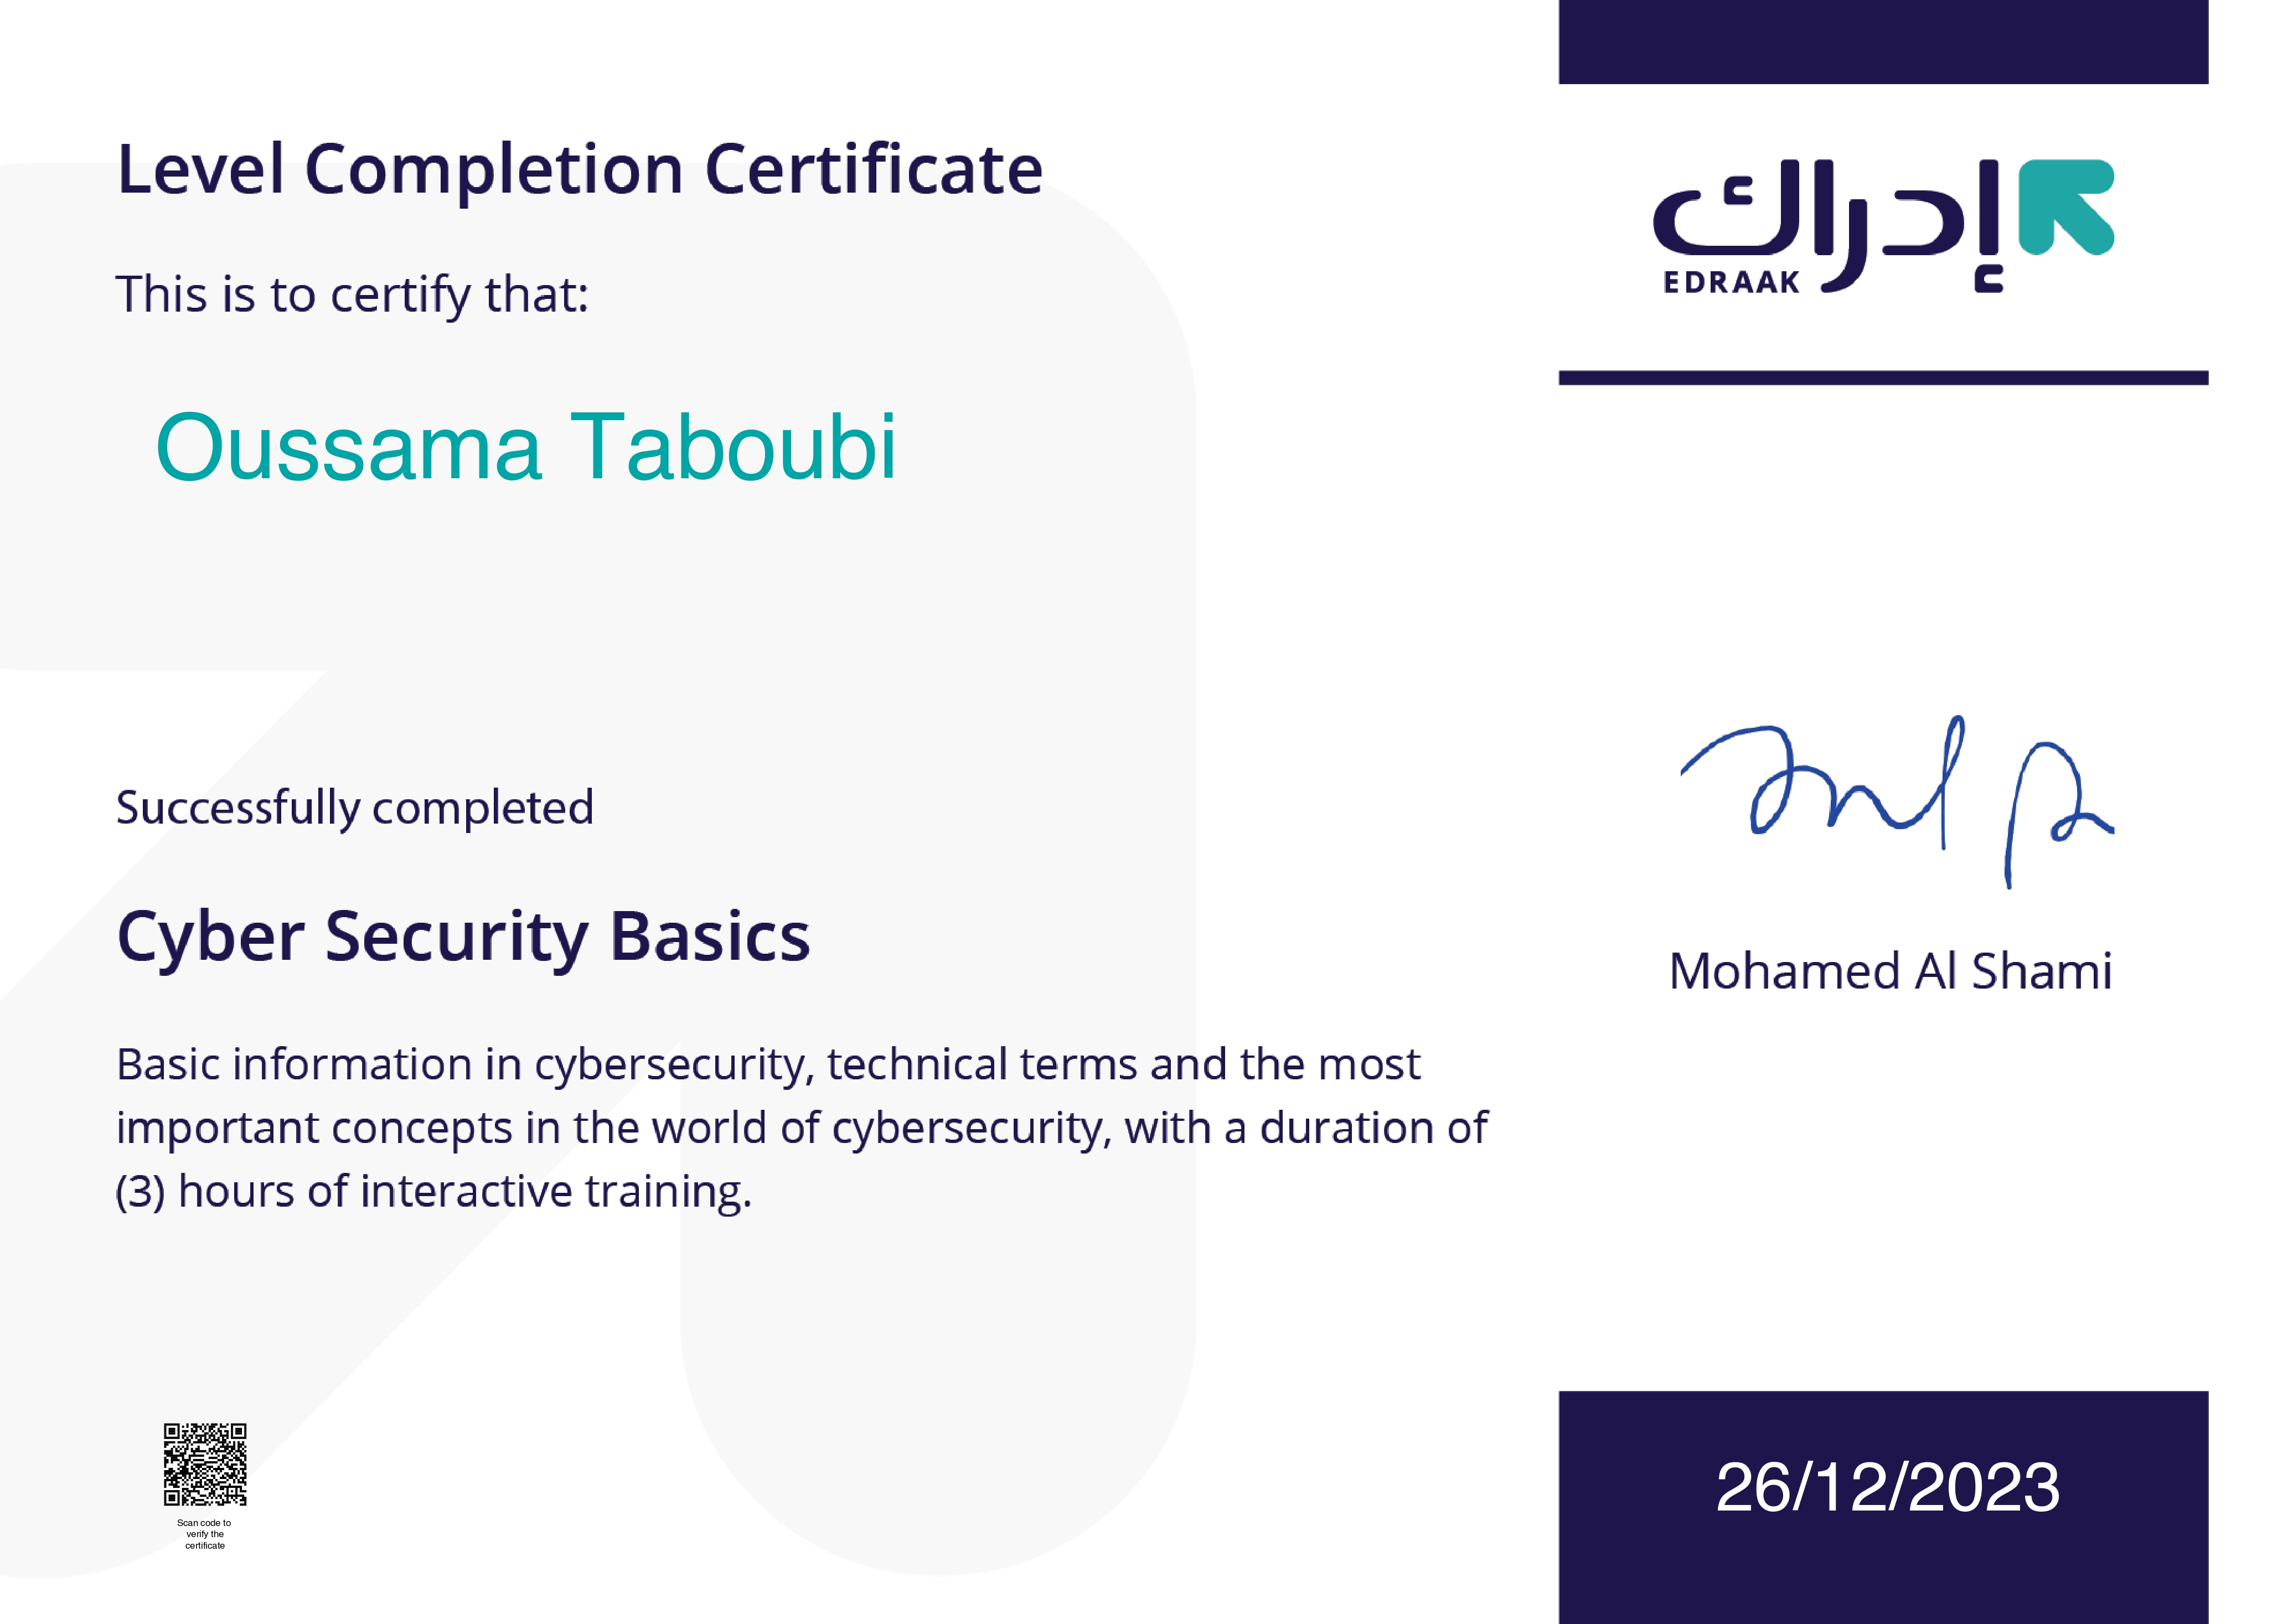 Level Completion Certificate
This is to certify that:
Oussama Taboubi
Successfully completed
Cyber Security Basics
Basic information in cybersecurity, technical terms and the most
important concepts in the world of cybersecurity, with a duration of
(3) hours of interactive training.
Scan code to
verify the
certificate
إدراك
EDRAAK
Mohamed Al Shami
26/12/2023